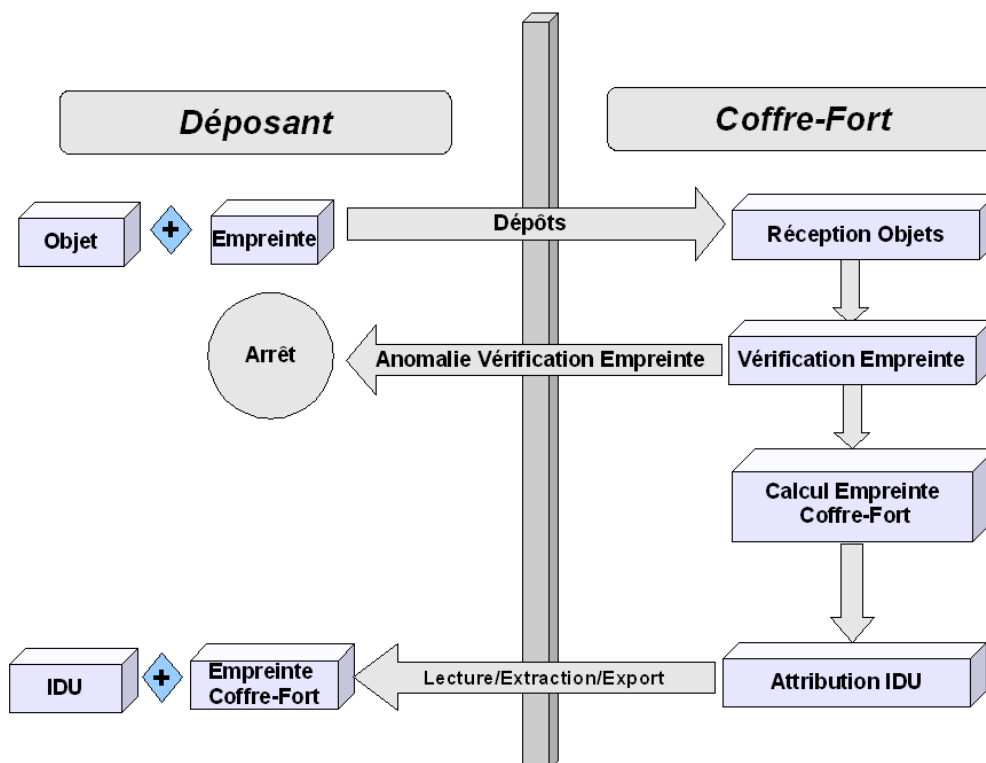 Déposant
Coffre-Fort
Objet
+
Empreinte
Dépôts
Réception Objets
Arrêt
Anomalie Vérification Empreinte
Vérification Empreinte
Calcul Empreinte
Coffre-Fort
IDU
+
Empreinte
Coffre-Fort
Lecture/Extraction/Export
Attribution IDU